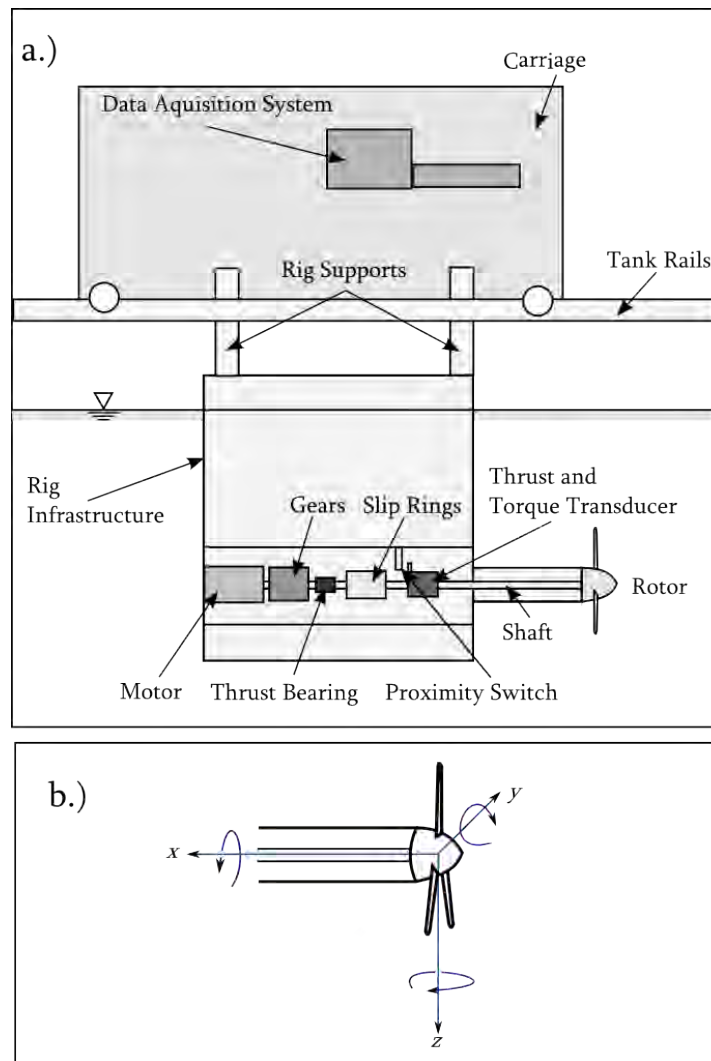 a.)
Carriage
Data Aquisition System
Rig Supports
Tank Rails
Rig
Infrastructure
Gears
Slip Rings
Thrust and
Torque Transducer
Rotor
Shaft
Motor
Thrust Bearing
Proximity Switch
b.)
y
x
z